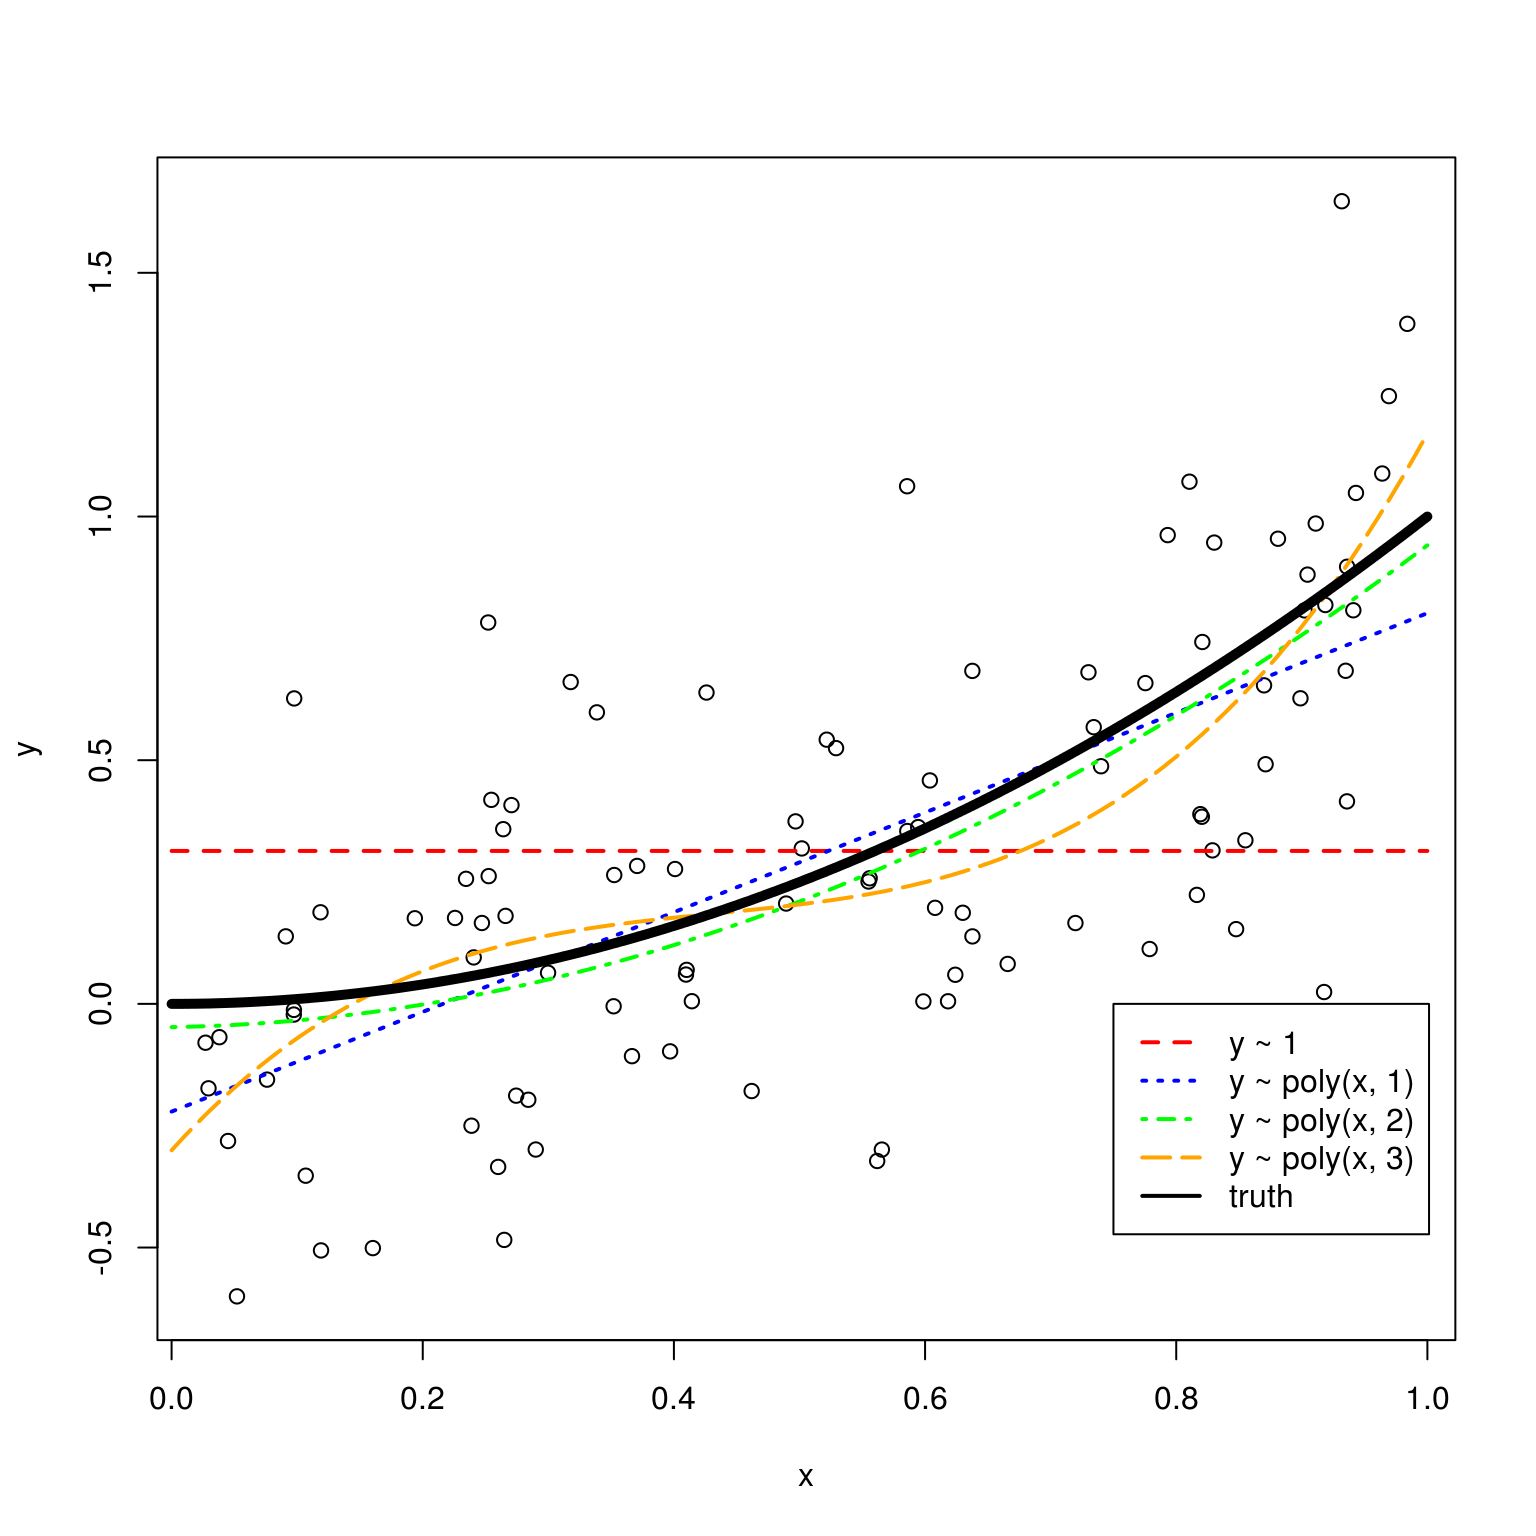 1.5
1.0
0.5
0.0
-0.5
y
0.0 0.2 0.4 0.6 0.8 1.0
x
y ~ 1
y ~ poly(x, 1)
y ~ poly(x, 2)
y ~ poly(x, 3)
truth